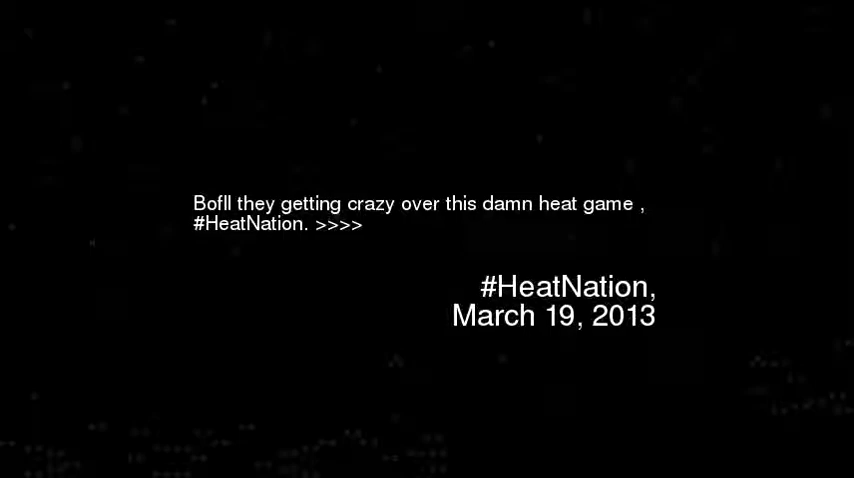 Bofll they getting crazy over this damn heat game ,
#HeatNation. >>>>
#HeatNation,
March 19, 2013